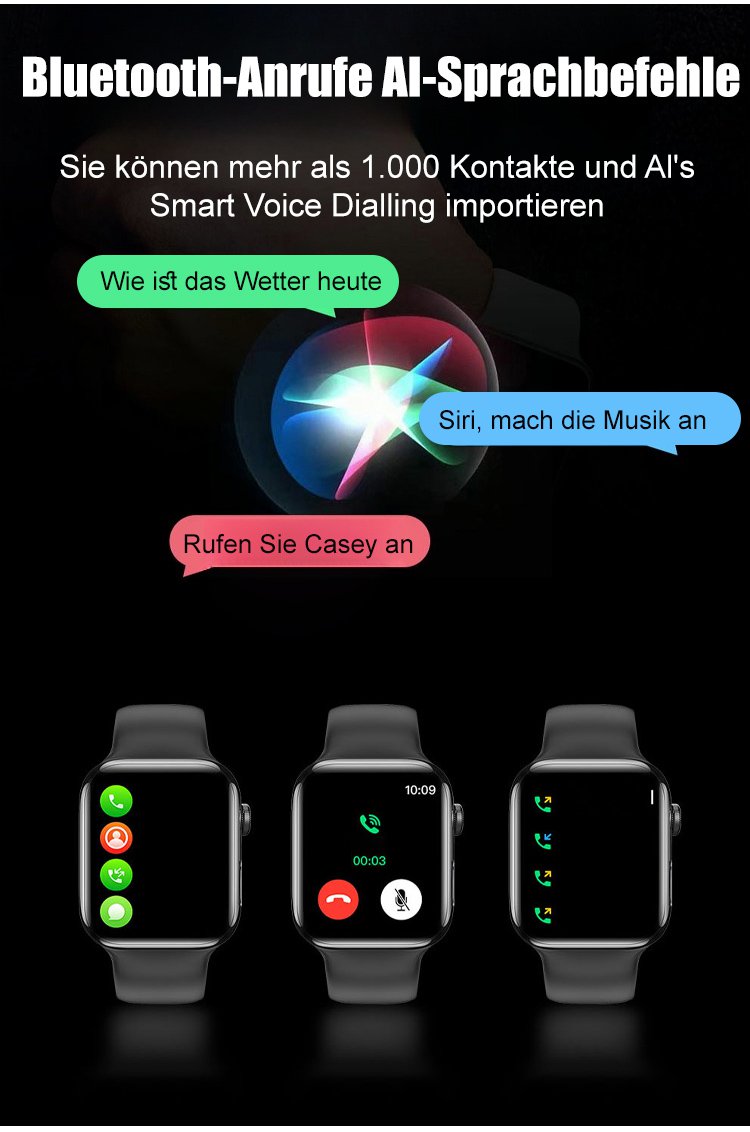 Bluetooth-Anrufe AI-Sprachbefehle
Sie können mehr als 1.000 Kontakte und AI's
Smart Voice Dialling importieren
Wie ist das Wetter heute
Siri, mach die Musik an
Rufen Sie Casey an
10:09
00:03